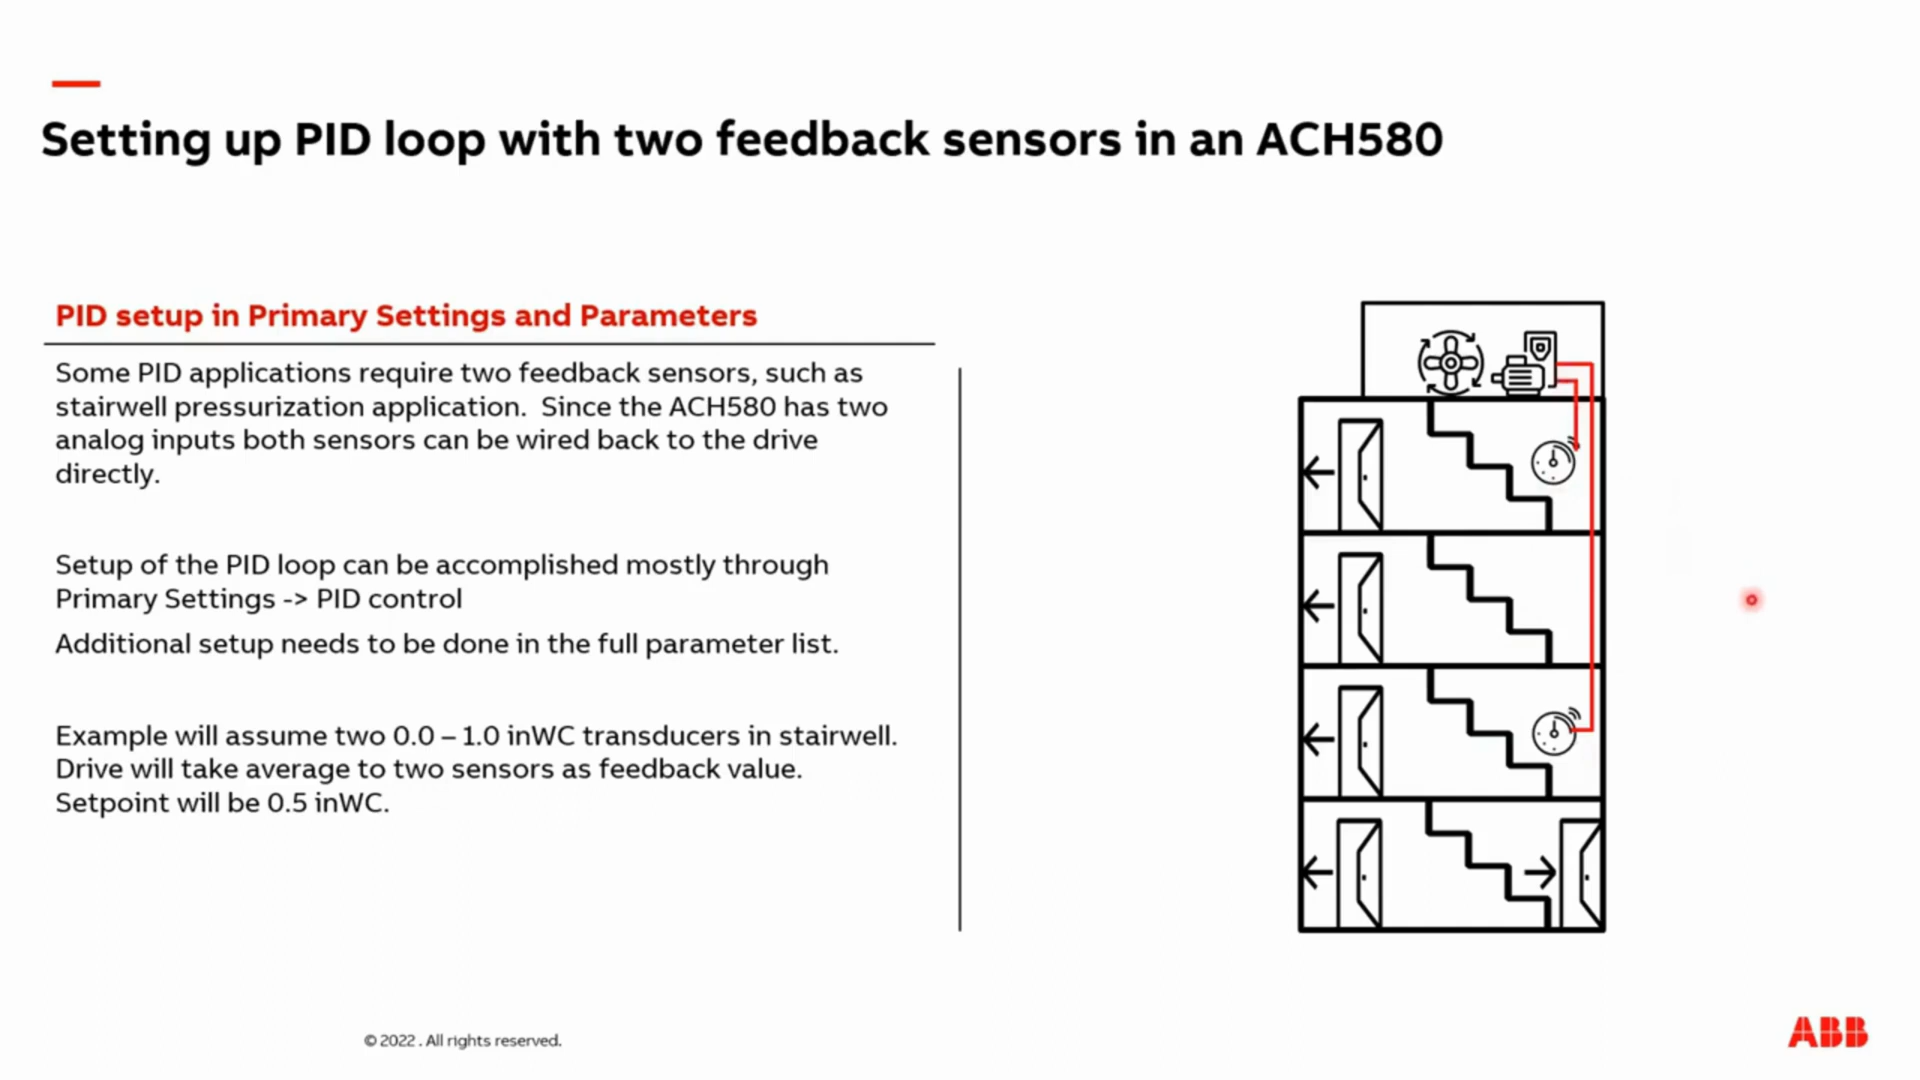 Setting up PID loop with two feedback sensors in an ACH580
PID setup in Primary Settings and Parameters
Some PID applications require two feedback sensors, such as
stairwell pressurization application.  Since the ACH580 has two
analog inputs both sensors can be wired back to the drive
directly.
Setup of the PID loop can be accomplished mostly through
Primary Settings -> PID control
Additional setup needs to be done in the full parameter list.
Example will assume two 0.0 – 1.0 inWC transducers in stairwell.
Drive will take average to two sensors as feedback value.
Setpoint will be 0.5 inWC.
© 2022 . All rights reserved.
ABB